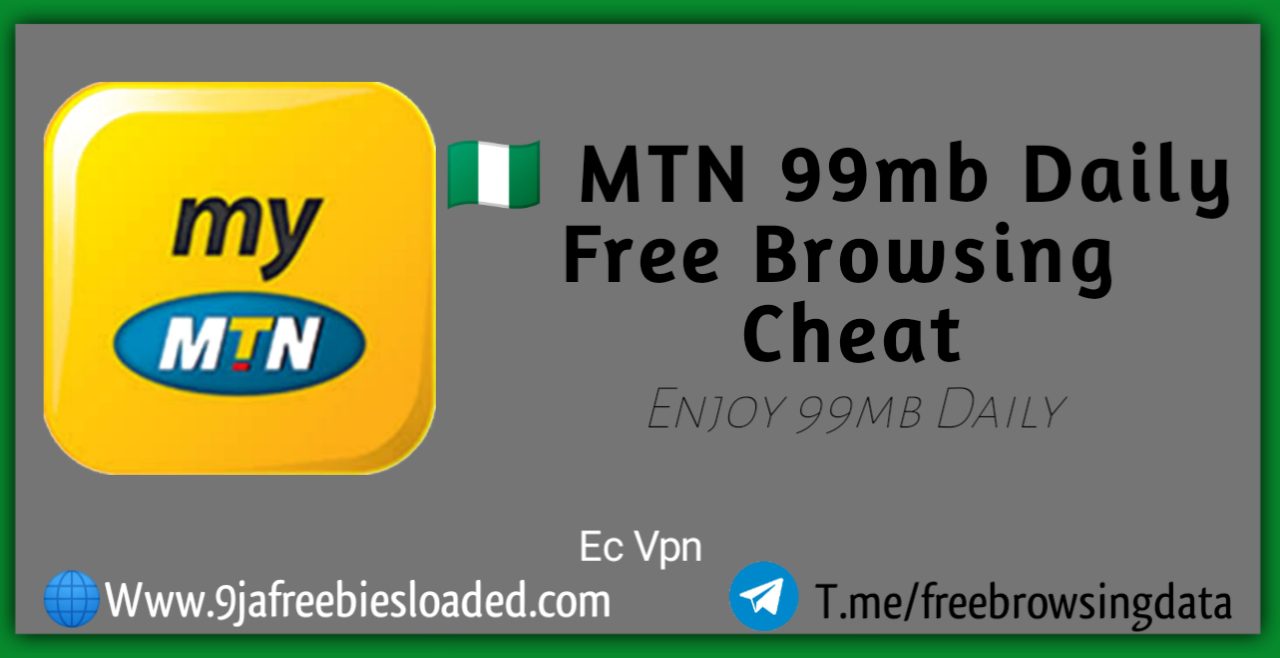 my
MTN
🇳🇬 MTN 99mb Daily
Free Browsing
Cheat
Enjoy 99mb Daily
Ec Vpn
Www.9jafreebiesloaded.com
T.me/freebrowsingdata